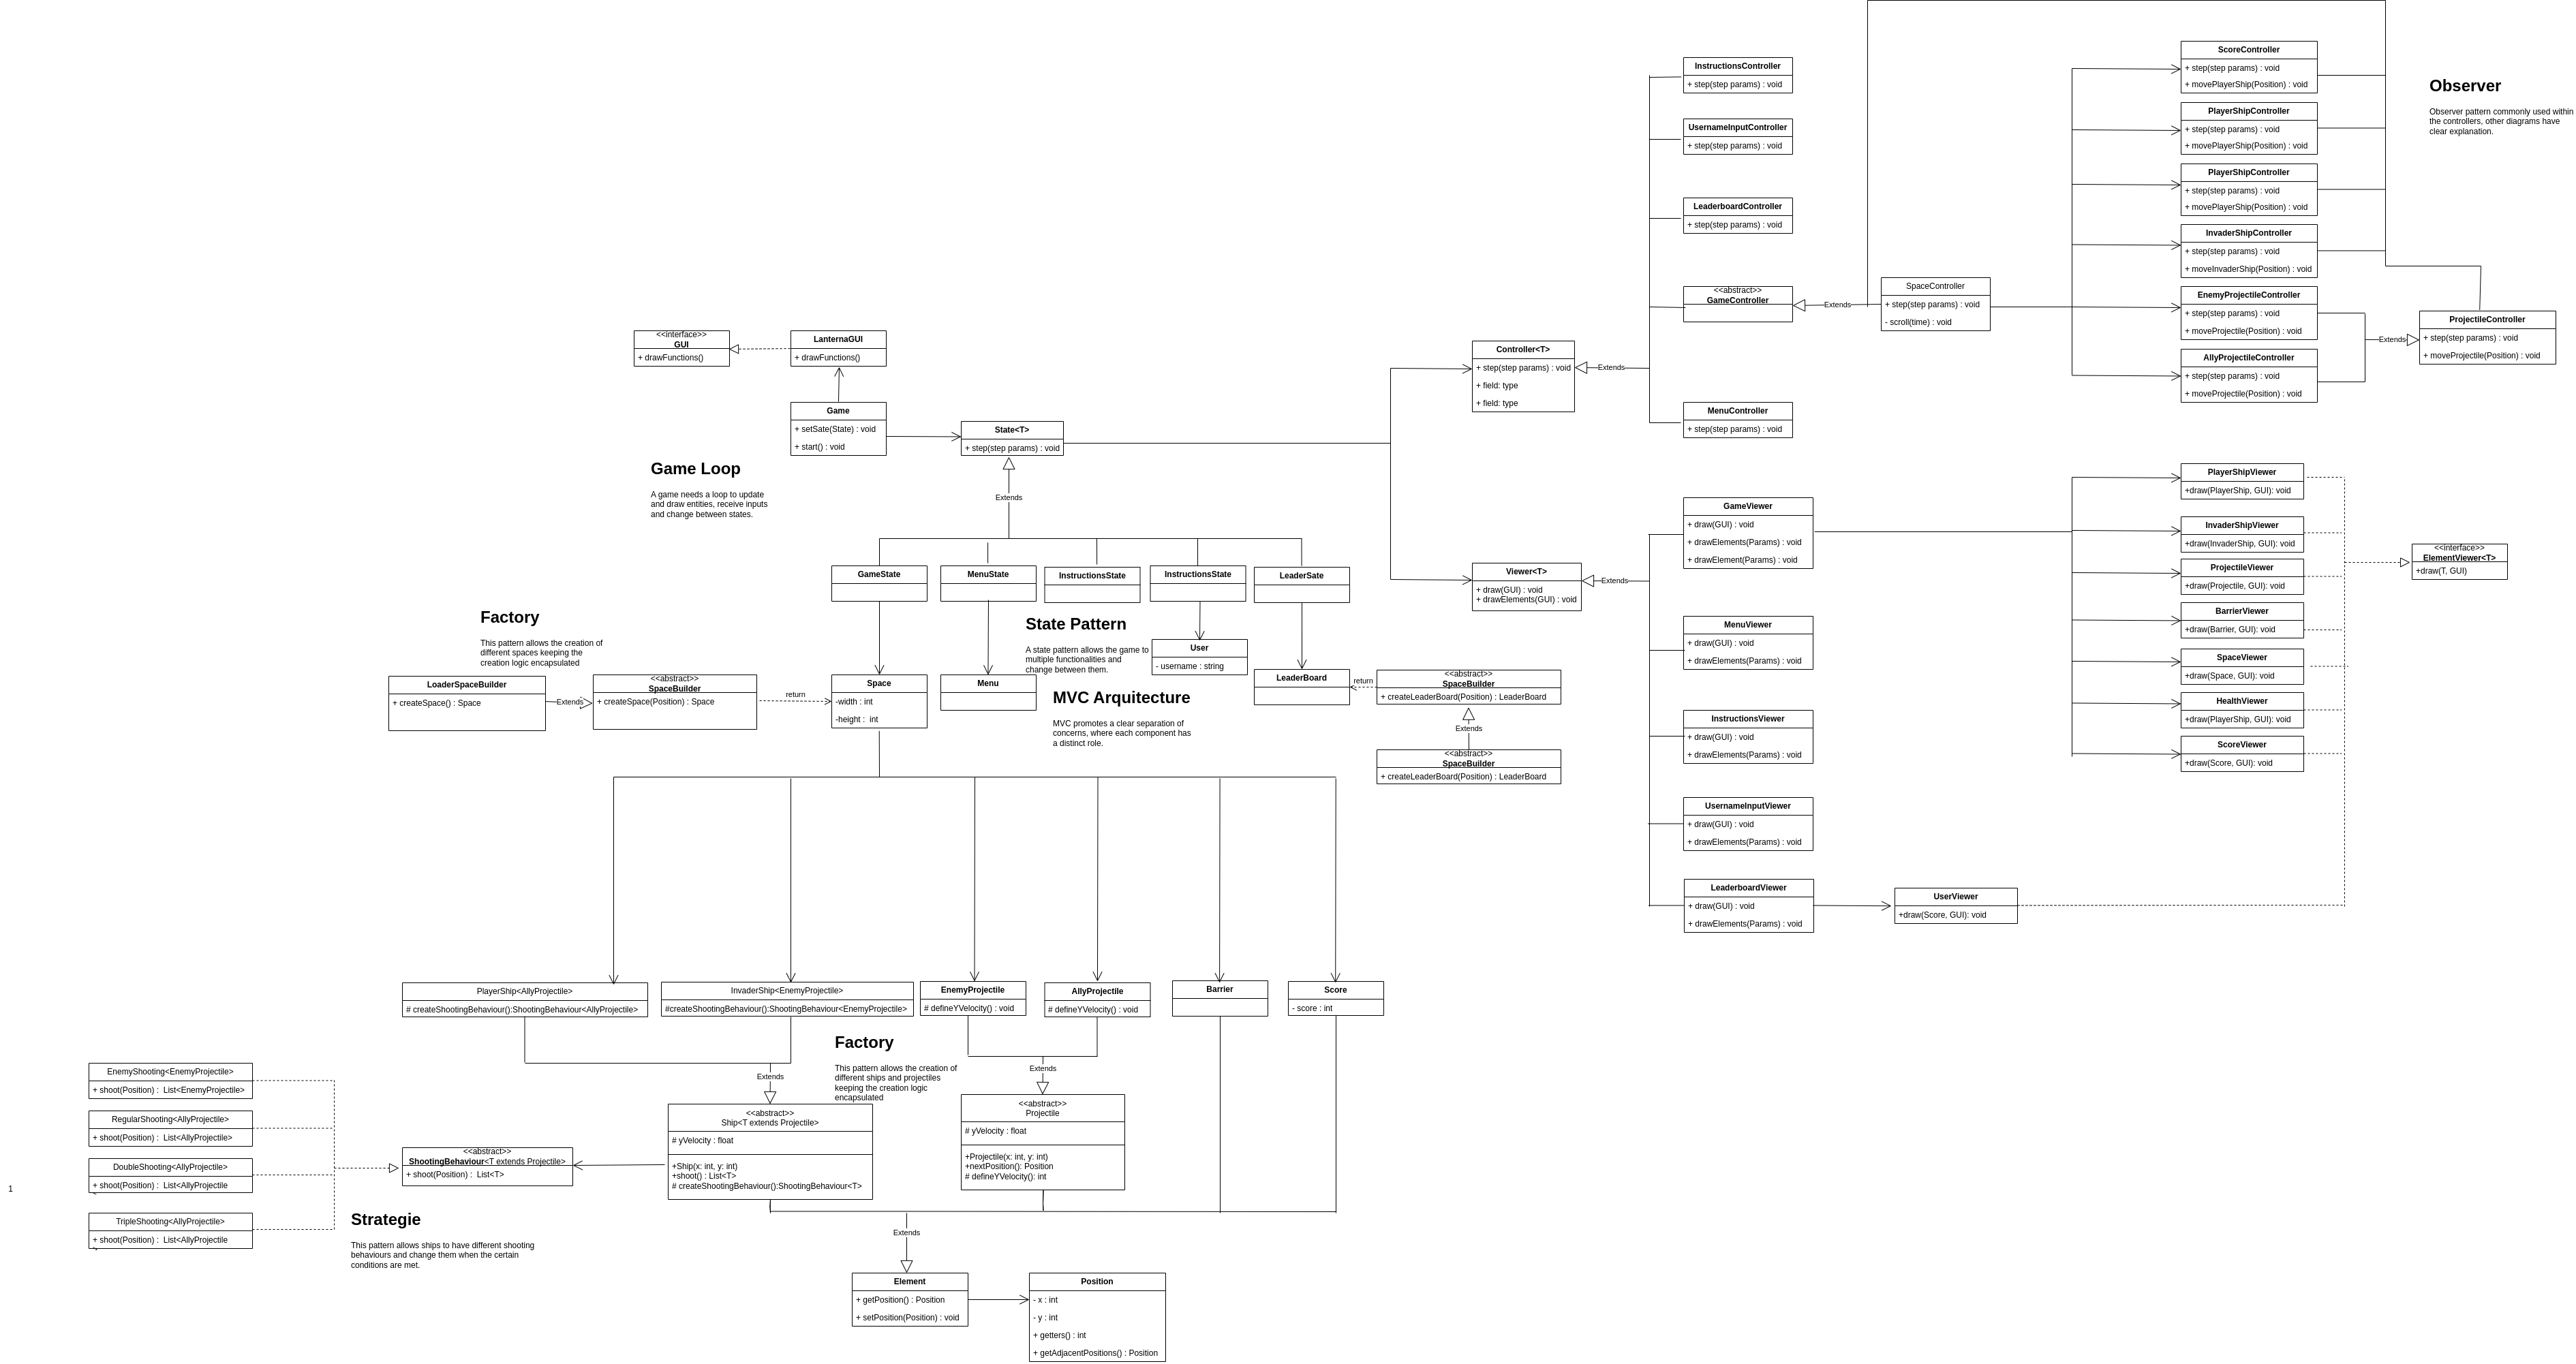 InstructionsController
+ step(step params) : void
UsernameInputController
+ step(step params) : void
LeaderboardController
+ step(step params) : void
<<abstract>>
GameController
Extends
SpaceController
+ step(step params) : void
- scroll(time) : void
MenuController
+ step(step params) : void
Controller<T>
+ step(step params) : void
+ field: type
+ field: type
Extends
ScoreController
+ step(step params) : void
+ movePlayerShip(Position) : void
PlayerShipController
+ step(step params) : void
+ movePlayerShip(Position) : void
PlayerShipController
+ step(step params) : void
+ movePlayerShip(Position) : void
InvaderShipController
+ step(step params) : void
+ moveInvaderShip(Position) : void
EnemyProjectileController
+ step(step params) : void
+ moveProjectile(Position) : void
AllyProjectileController
+ step(step params) : void
+ moveProjectile(Position) : void
Extends
ProjectileController
+ step(step params) : void
+ moveProjectile(Position) : void
Observer
Observer pattern commonly used within
the controllers, other diagrams have
clear explanation.
<<interface>>
GUI
+ drawFunctions()
LanternaGUI
+ drawFunctions()
Game
+ setSate(State) : void
+ start() : void
State<T>
+ step(step params) : void
Game Loop
A game needs a loop to update
and draw entities, receive inputs
and change between states.
Extends
GameState
MenuState
InstructionsState
InstructionsState
LeaderSate
Factory
This pattern allows the creation of
different spaces keeping the
creation logic encapsulated
State Pattern
A state pattern allows the game to
multiple functionalities and
change between them.
User
- username : string
LoaderSpaceBuilder
+ createSpace() : Space
Extends
<<abstract>>
SpaceBuilder
+ createSpace(Position) : Space
return
Space
-width : int
-height :  int
Menu
MVC Arquitecture
MVC promotes a clear separation of
concerns, where each component has
a distinct role.
LeaderBoard
return
<<abstract>>
SpaceBuilder
+ createLeaderBoard(Position) : LeaderBoard
Extends
<<abstract>>
SpaceBuilder
+ createLeaderBoard(Position) : LeaderBoard
Viewer<T>
+ draw(GUI) : void
+ drawElements(GUI) : void
Extends
GameViewer
+ draw(GUI) : void
+ drawElements(Params) : void
+ drawElement(Params) : void
MenuViewer
+ draw(GUI) : void
+ drawElements(Params) : void
InstructionsViewer
+ draw(GUI) : void
+ drawElements(Params) : void
UsernameInputViewer
+ draw(GUI) : void
+ drawElements(Params) : void
LeaderboardViewer
+ draw(GUI) : void
+ drawElements(Params) : void
UserViewer
+draw(Score, GUI): void
PlayerShipViewer
+draw(PlayerShip, GUI): void
InvaderShipViewer
+draw(InvaderShip, GUI): void
ProjectileViewer
+draw(Projectile, GUI): void
BarrierViewer
+draw(Barrier, GUI): void
SpaceViewer
+draw(Space, GUI): void
HealthViewer
+draw(PlayerShip, GUI): void
ScoreViewer
+draw(Score, GUI): void
<<interface>>
ElementViewer<T>
+draw(T, GUI)
PlayerShip<AllyProjectile>
# createShootingBehaviour():ShootingBehaviour<AllyProjectile>
InvaderShip<EnemyProjectile>
#createShootingBehaviour():ShootingBehaviour<EnemyProjectile>
EnemyProjectile
# defineYVelocity() : void
AllyProjectile
# defineYVelocity() : void
Barrier
Score
- score : int
Factory
This pattern allows the creation of
different ships and projectiles
keeping the creation logic
encapsulated
Extends
Extends
EnemyShooting<EnemyProjectile>
+ shoot(Position) :  List<EnemyProjectile>
RegularShooting<AllyProjectile>
+ shoot(Position) :  List<AllyProjectile>
DoubleShooting<AllyProjectile>
+ shoot(Position) :  List<AllyProjectile
TripleShooting<AllyProjectile>
+ shoot(Position) :  List<AllyProjectile
1
<<abstract>>
ShootingBehaviour<T extends Projectile>
+ shoot(Position) :  List<T>
<<abstract>>
Ship<T extends Projectile>
# yVelocity : float
+Ship(x: int, y: int)
+shoot() : List<T>
# createShootingBehaviour():ShootingBehaviour<T>
<<abstract>>
Projectile
# yVelocity : float
+Projectile(x: int, y: int)
+nextPosition(): Position
# defineYVelocity(): int
Strategie
This pattern allows ships to have different shooting
behaviours and change them when the certain
conditions are met.
Extends
Element
+ getPosition() : Position
+ setPosition(Position) : void
Position
- x : int
- y : int
+ getters() : int
+ getAdjacentPositions() : Position